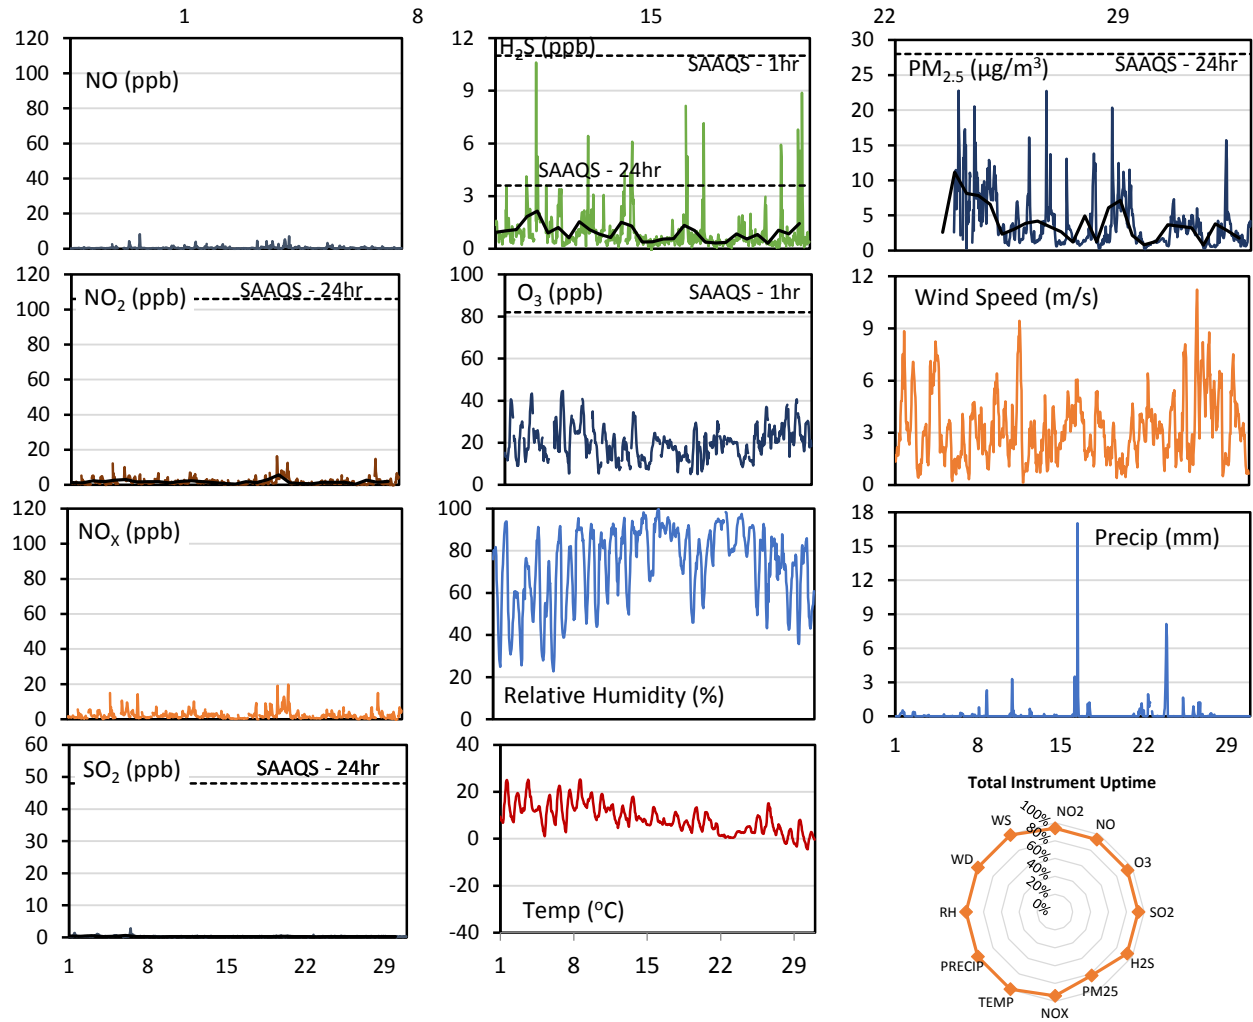 1 8 15 22 29
120
100
80
60
40
20
0
NO (ppb)
12
9
6
3
0
H₂S (ppb)
SAAQS - 1hr
SAAQS - 24hr
30
25
20
15
10
5
0
PM₂.₅ (µg/m³)
SAAQS - 24hr
120
100
80
60
40
20
0
NO₂ (ppb)
SAAQS - 24hr
100
80
60
40
20
0
O₃ (ppb)
SAAQS - 1hr
12
9
6
3
0
Wind Speed (m/s)
120
100
80
60
40
20
0
NOX (ppb)
100
80
60
40
20
0
Relative Humidity (%)
18
15
12
9
6
3
0
Precip (mm)
1 8 15 22 29
60
50
40
30
20
10
0
SO₂ (ppb)
SAAQS - 24hr
1 8 15 22 29
40
20
0
-20
-40
Temp (°C)
1 8 15 22 29
Total Instrument Uptime
100%
80%
60%
40%
20%
0%
NO2
NO
O3
SO2
H2S
PM25
NOX
TEMP
PRECIP
RH
WD
WS